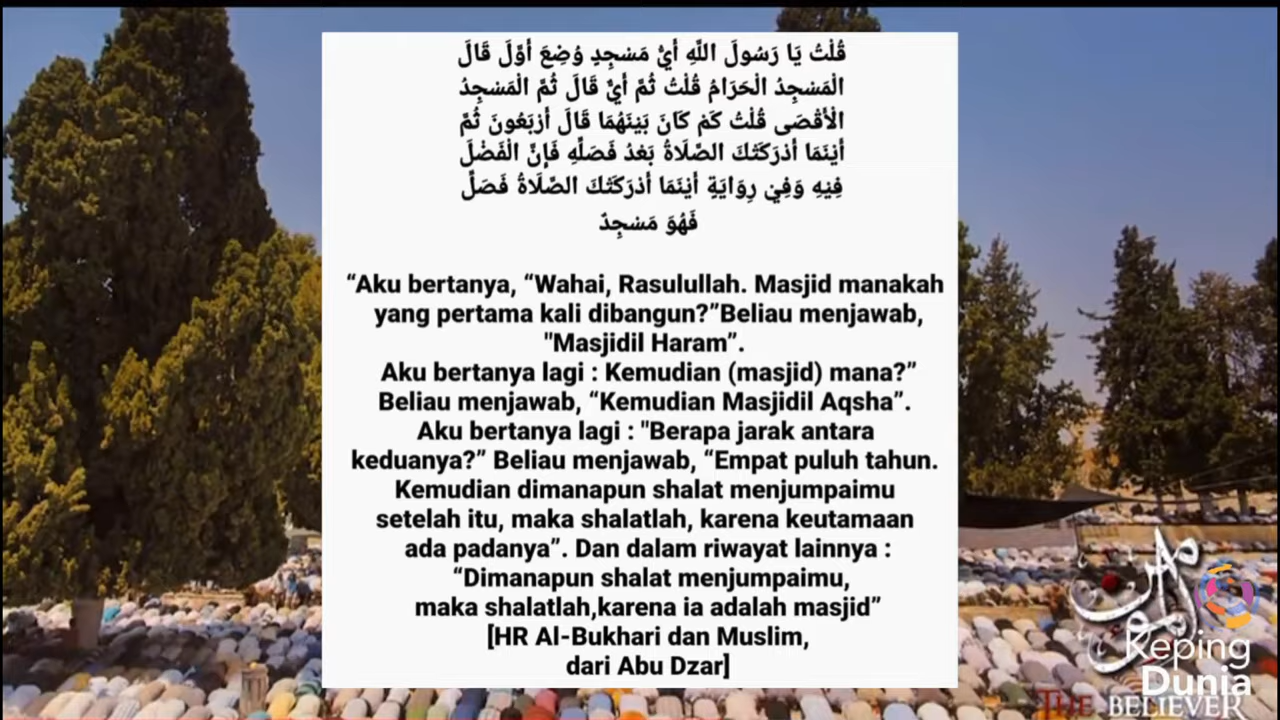 قُلْتُ يَا رَسُولَ اللَّهِ أَيُّ مَسْجِدٍ وُضِعَ أَوَّلَ قَالَ
الْمَسْجِدُ الْحَرَامُ قُلْتُ ثُمَّ أَيٌّ قَالَ ثُمَّ الْمَسْجِدُ
الْأَقْصَى قُلْتُ كَمْ كَانَ بَيْنَهُمَا قَالَ أَرْبَعُونَ ثُمَّ
أَيْنَمَا أَدْرَكَتْكَ الصَّلَاةُ بَعْدُ فَصَلِّهِ فَإِنَّ الْفَضْلَ
فِيْهِ وَفِيْ رِوَايَةِ أَيْنَمَا أَدْرَكَتْكَ الصَّلَاةُ فَصَلِّ
فَهُوَ مَسْجِدٌ
“Aku bertanya, “Wahai, Rasulullah. Masjid manakah
yang pertama kali dibangun?”Beliau menjawab,
"Masjidil Haram”.
Aku bertanya lagi : Kemudian (masjid) mana?”
Beliau menjawab, “Kemudian Masjidil Aqsha”.
Aku bertanya lagi : "Berapa jarak antara
keduanya?” Beliau menjawab, “Empat puluh tahun.
Kemudian dimanapun shalat menjumpaimu
setelah itu, maka shalatlah, karena keutamaan
ada padanya”. Dan dalam riwayat lainnya :
“Dimanapun shalat menjumpaimu,
maka shalatlah,karena ia adalah masjid”
[HR Al-Bukhari dan Muslim,
dari Abu Dzar]
Keping
Dunia
THE BELIEVER